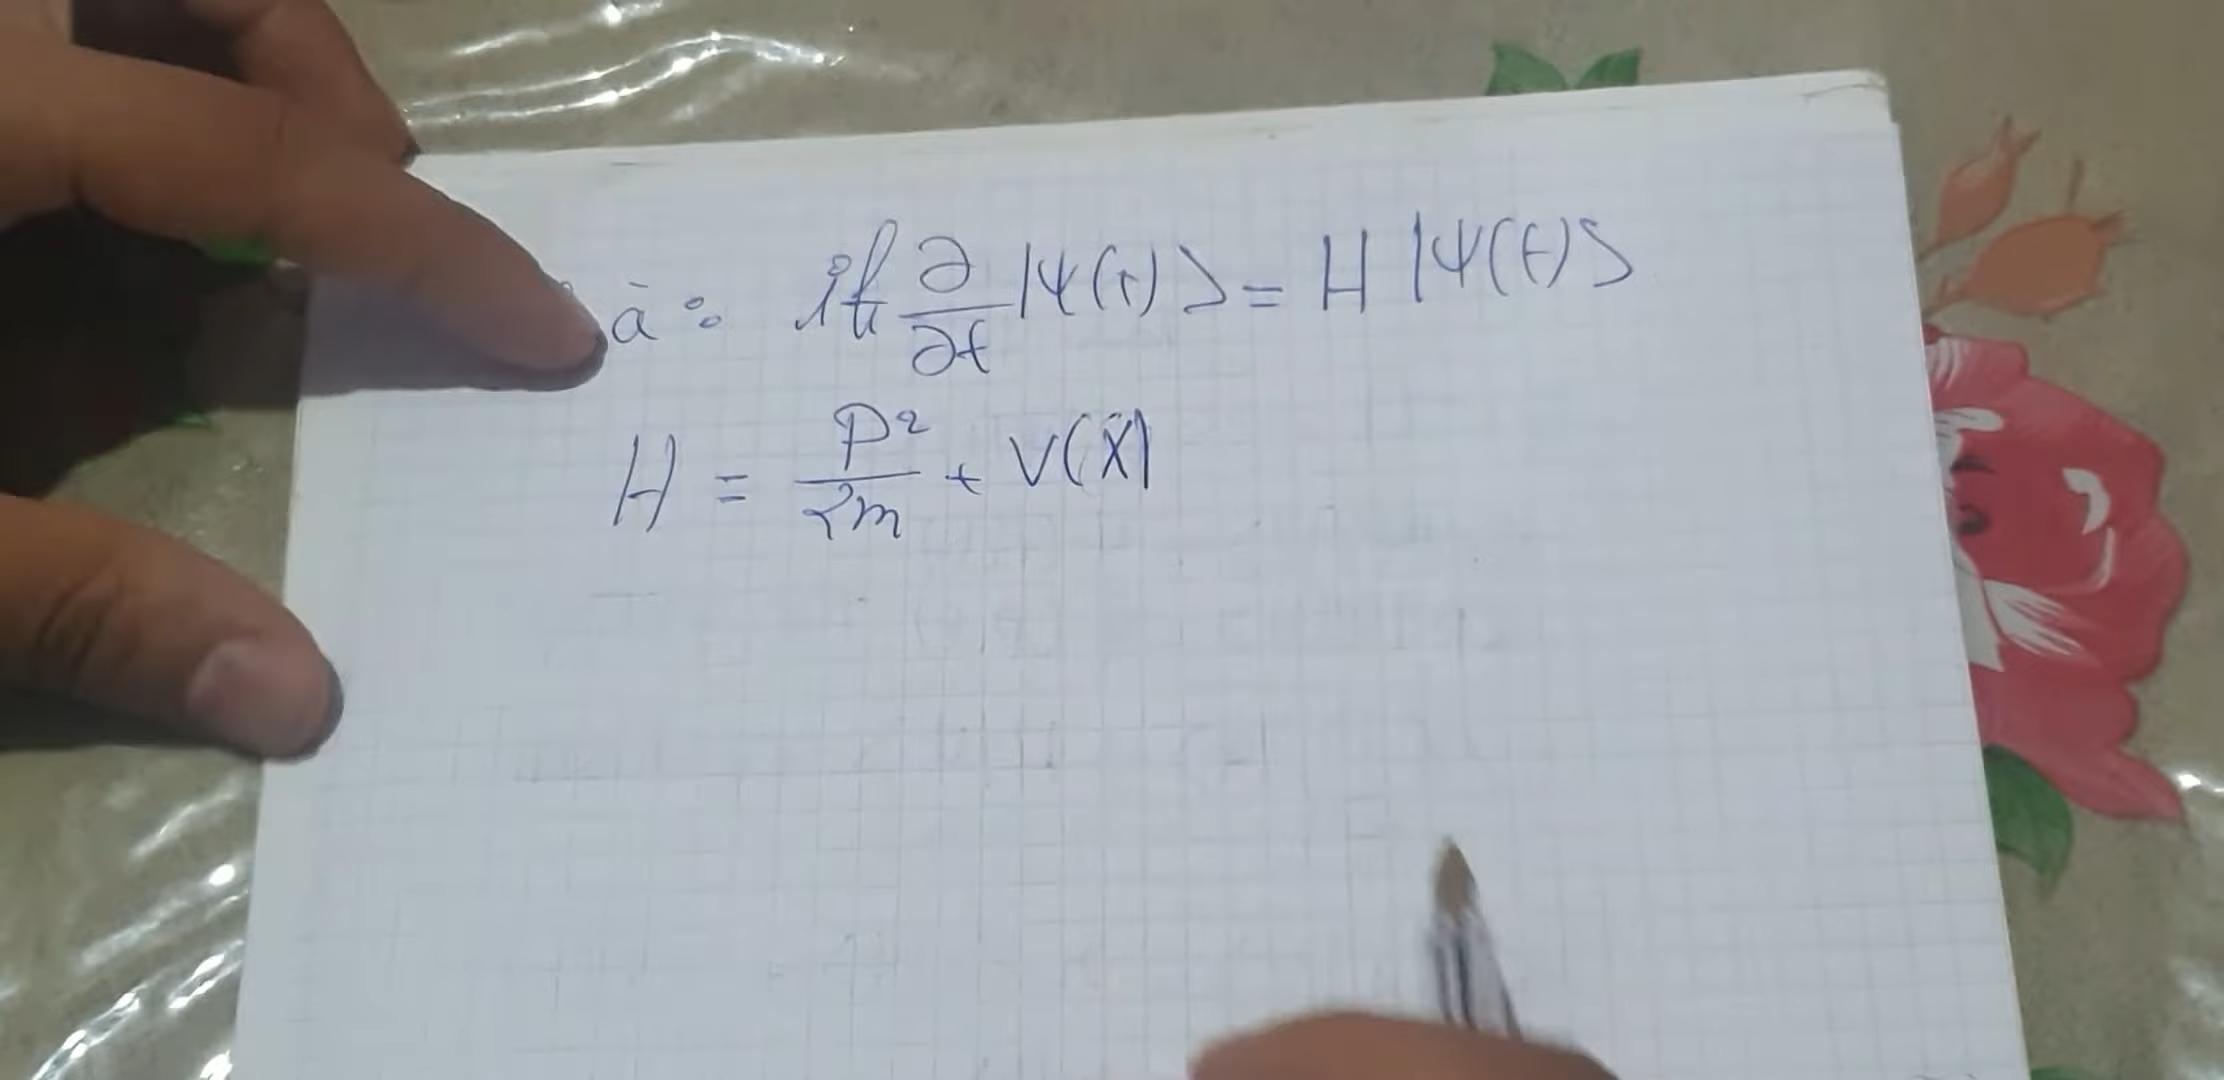 à : iℏ ∂/∂t |Ψ(t)> = H |Ψ(t)>
H = P²/2m + V(X)